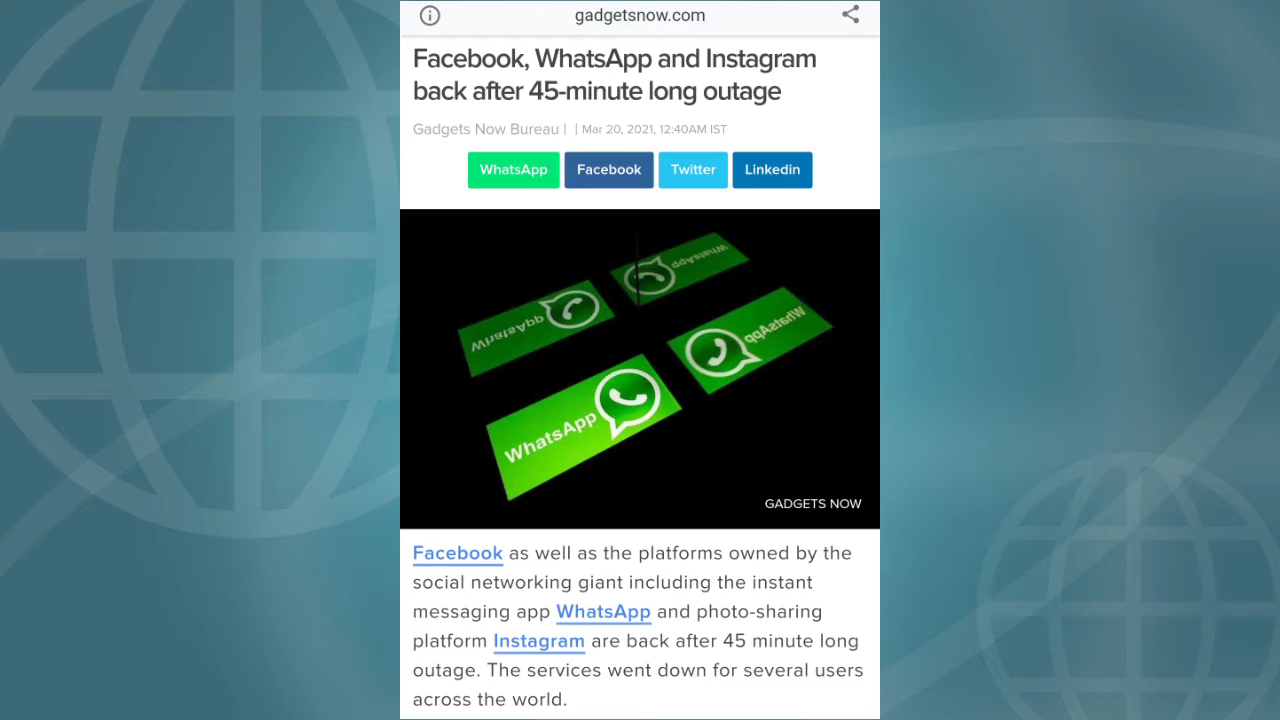 gadgetsnow.com
Facebook, WhatsApp and Instagram
back after 45-minute long outage
Gadgets Now Bureau | | Mar 20, 2021, 12:40AM IST
WhatsApp Facebook Twitter Linkedin
WhatsApp
WhatsApp
WhatsApp
WhatsApp
GADGETS NOW
Facebook as well as the platforms owned by the
social networking giant including the instant
messaging app WhatsApp and photo-sharing
platform Instagram are back after 45 minute long
outage. The services went down for several users
across the world.